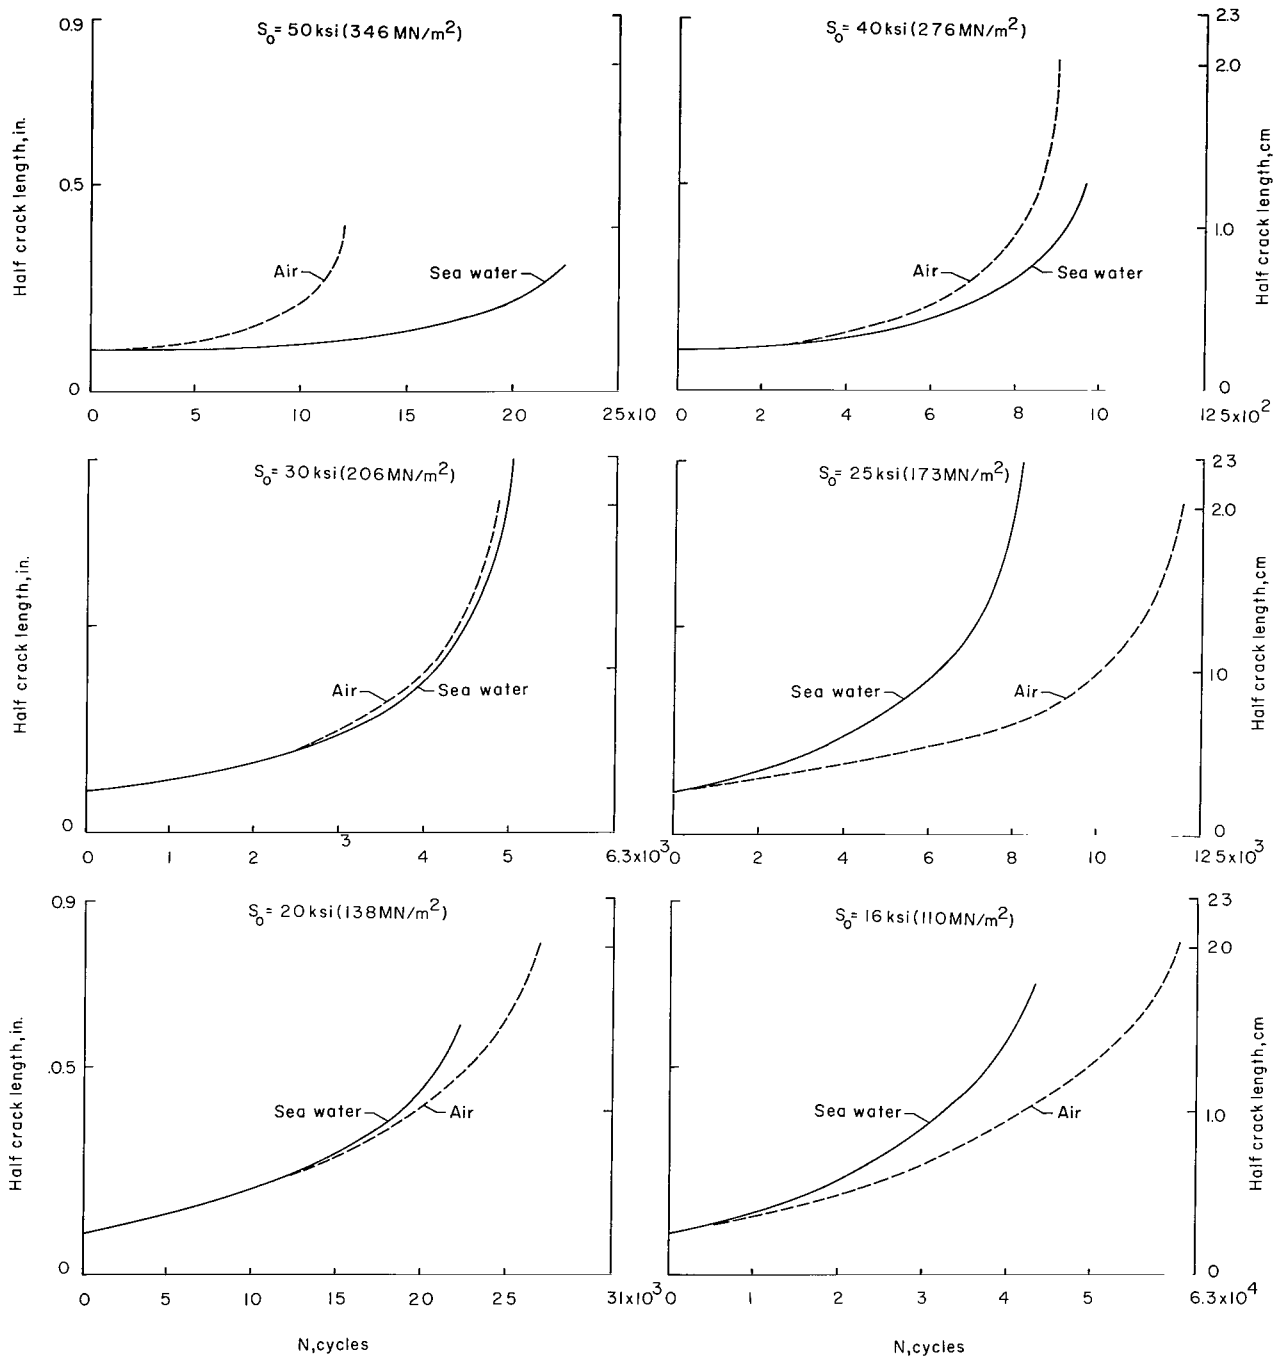 S₀= 50 ksi (346 MN/m²)
0.9
0.5
0
Half crack length, in.
Air
Sea water
0 5 10 15 20 25x10
S₀= 40 ksi (276 MN/m²)
2.3
2.0
1.0
0
Half crack length, cm
Air
Sea water
0 2 4 6 8 10 12.5x10²
S₀= 30 ksi (206 MN/m²)
Half crack length, in.
0
Air
Sea water
0 1 2 3 4 5 6.3x10³
S₀= 25 ksi (173 MN/m²)
23
2.0
10
0
Half crack length, cm
Sea water
Air
0 2 4 6 8 10 12.5x10³
S₀= 20 ksi (138 MN/m²)
0.9
.0.5
0
Half crack length, in.
Sea water
Air
0 5 10 15 20 25 31x10³
N, cycles
S₀= 16 ksi (110 MN/m²)
23
20
1.0
0
Half crack length, cm
Sea water
Air
0 1 2 3 4 5 6.3x10⁴
N, cycles